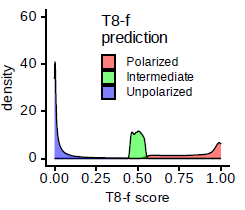 T8-f
prediction
Polarized
Intermediate
Unpolarized
60
40
20
0
density
0.00 0.25 0.50 0.75 1.00
T8-f score